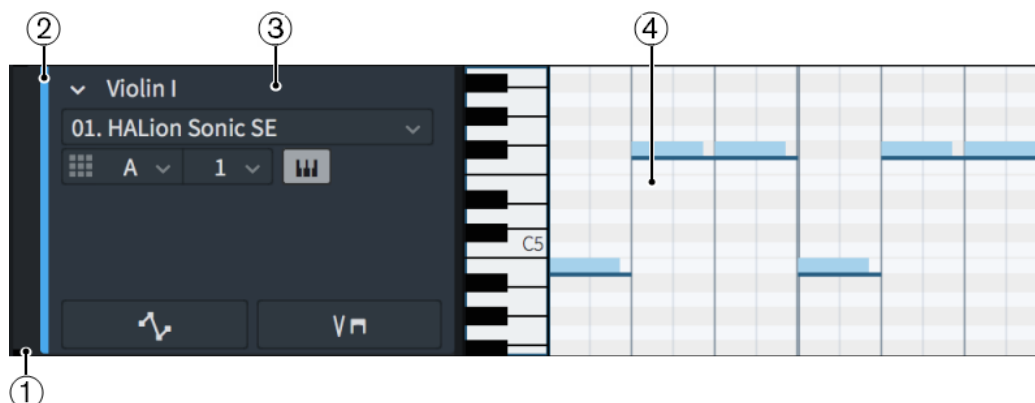 ② ③ ④
Violin I
01. HALion Sonic SE
A 1
C5
①